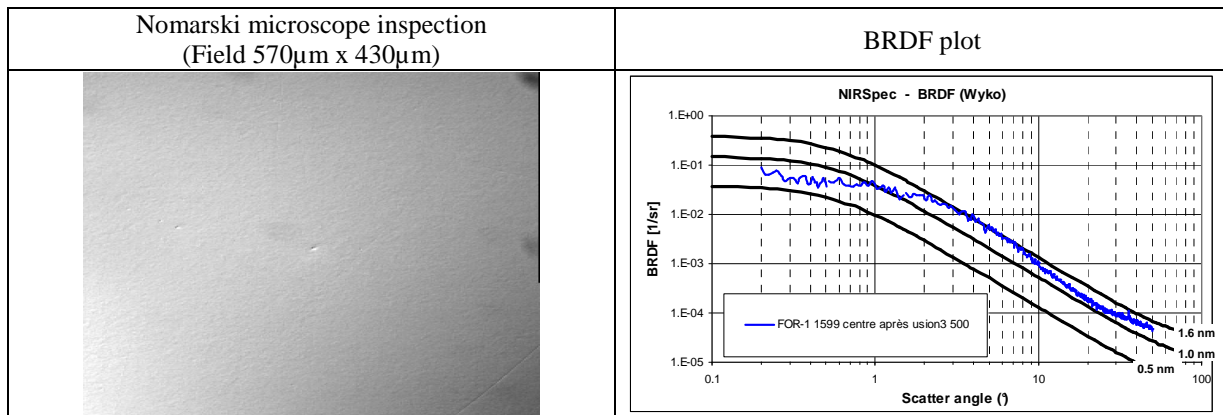 Nomarski microscope inspection
(Field 570µm x 430µm)
BRDF plot
NIRSpec - BRDF (Wyko)
BRDF [1/sr]
1.E+00
1.E-01
1.E-02
1.E-03
1.E-04
1.E-05
FOR-1 1599 centre après usion3 500
1.6 nm
1.0 nm
0.5 nm
0.1
1
10
100
Scatter angle (°)